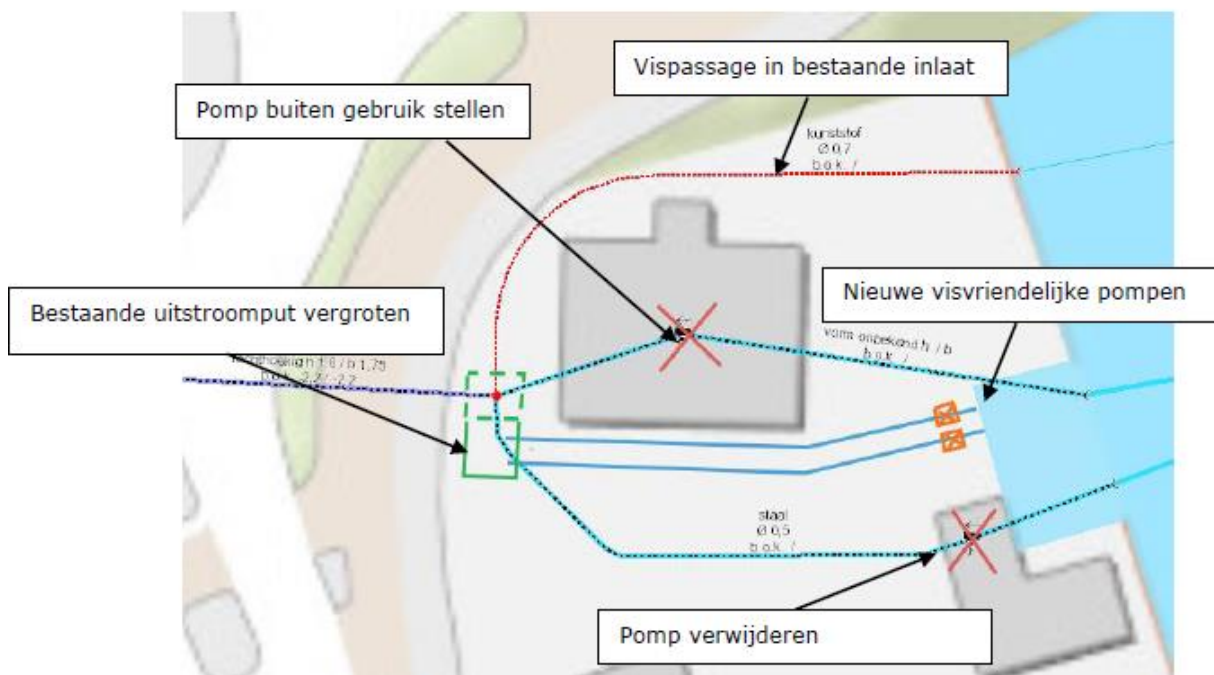 Vispassage in bestaande inlaat
Pomp buiten gebruik stellen
kunststof
Ø 0,7
b.o.k. /
Nieuwe visvriendelijke pompen
Bestaande uitstroomput vergroten
vorm onbekend h / b
b.o.k. /
h 1,6 / b 1,75
b.o.k. -2,2 / -2,2
staal
Ø 0,5
b.o.k. /
Pomp verwijderen